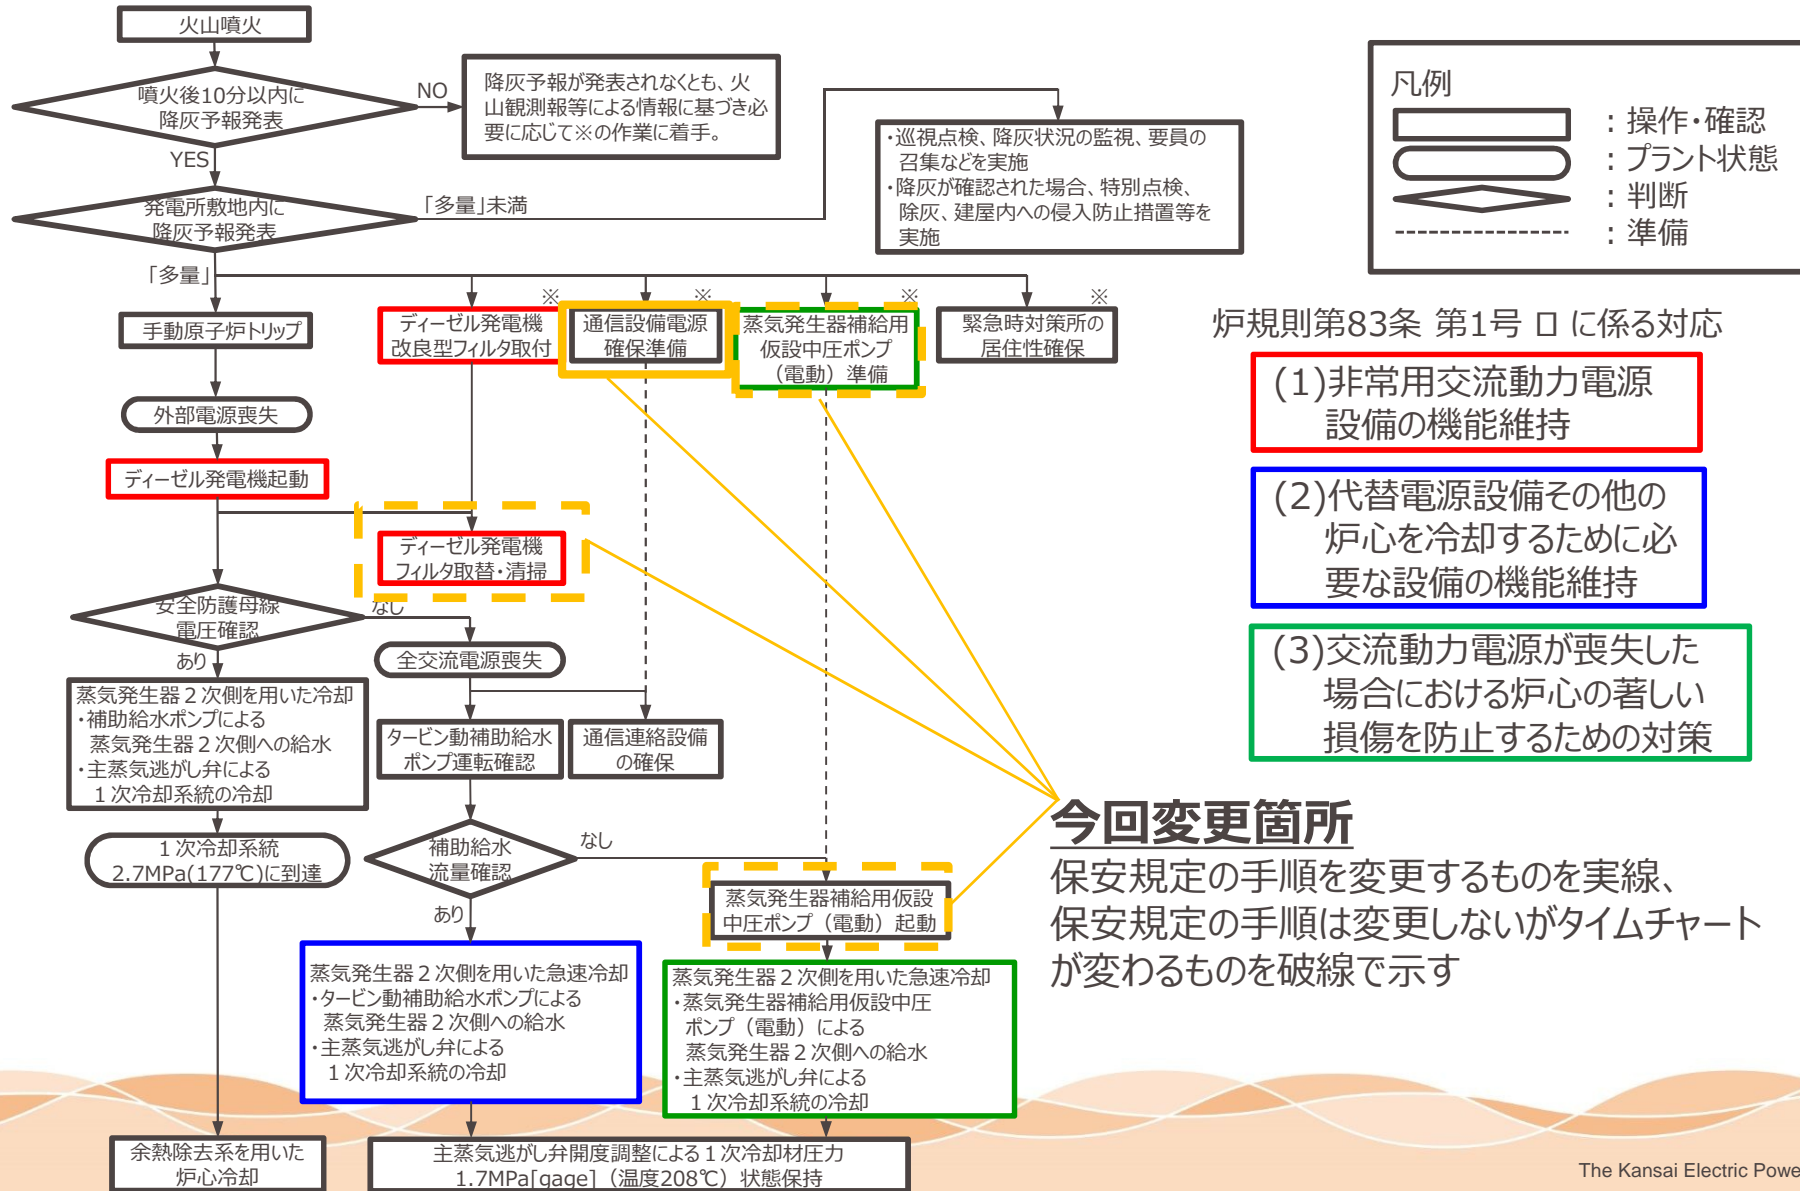 火山噴火
噴火後10分以内に
降灰予報発表
NO
降灰予報が発表されなくとも、火
山観測報等による情報に基づき必
要に応じて※の作業に着手。
YES
発電所敷地内に
降灰予報発表
「多量」未満
・巡視点検、降灰状況の監視、要員の
召集などを実施
・降灰が確認された場合、特別点検、
除灰、建屋内への侵入防止措置等を
実施
「多量」
手動原子炉トリップ
※
ディーゼル発電機
改良型フィルタ取付
※
通信設備電源
確保準備
※
蒸気発生器補給用
仮設中圧ポンプ
（電動）準備
※
緊急時対策所の
居住性確保
外部電源喪失
ディーゼル発電機起動
ディーゼル発電機
フィルタ取替・清掃
安全防護母線
電圧確認
なし
あり
全交流電源喪失
蒸気発生器２次側を用いた冷却
・補助給水ポンプによる
蒸気発生器２次側への給水
・主蒸気逃がし弁による
１次冷却系統の冷却
タービン動補助給水
ポンプ運転確認
通信連絡設備
の確保
１次冷却系統
2.7MPa(177℃)に到達
補助給水
流量確認
なし
あり
蒸気発生器補給用仮設
中圧ポンプ（電動）起動
蒸気発生器２次側を用いた急速冷却
・タービン動補助給水ポンプによる
蒸気発生器２次側への給水
・主蒸気逃がし弁による
１次冷却系統の冷却
蒸気発生器２次側を用いた急速冷却
・蒸気発生器補給用仮設中圧
ポンプ（電動）による
蒸気発生器２次側への給水
・主蒸気逃がし弁による
１次冷却系統の冷却
余熱除去系を用いた
炉心冷却
主蒸気逃がし弁開度調整による１次冷却材圧力
1.7MPa[gage]（温度208℃）状態保持
凡例
：操作・確認
：プラント状態
：判断
：準備
炉規則第83条 第1号 ロ に係る対応
(1)非常用交流動力電源
設備の機能維持
(2)代替電源設備その他の
炉心を冷却するために必
要な設備の機能維持
(3)交流動力電源が喪失した
場合における炉心の著しい
損傷を防止するための対策
今回変更箇所
保安規定の手順を変更するものを実線、
保安規定の手順は変更しないがタイムチャート
が変わるものを破線で示す
The Kansai Electric Powe